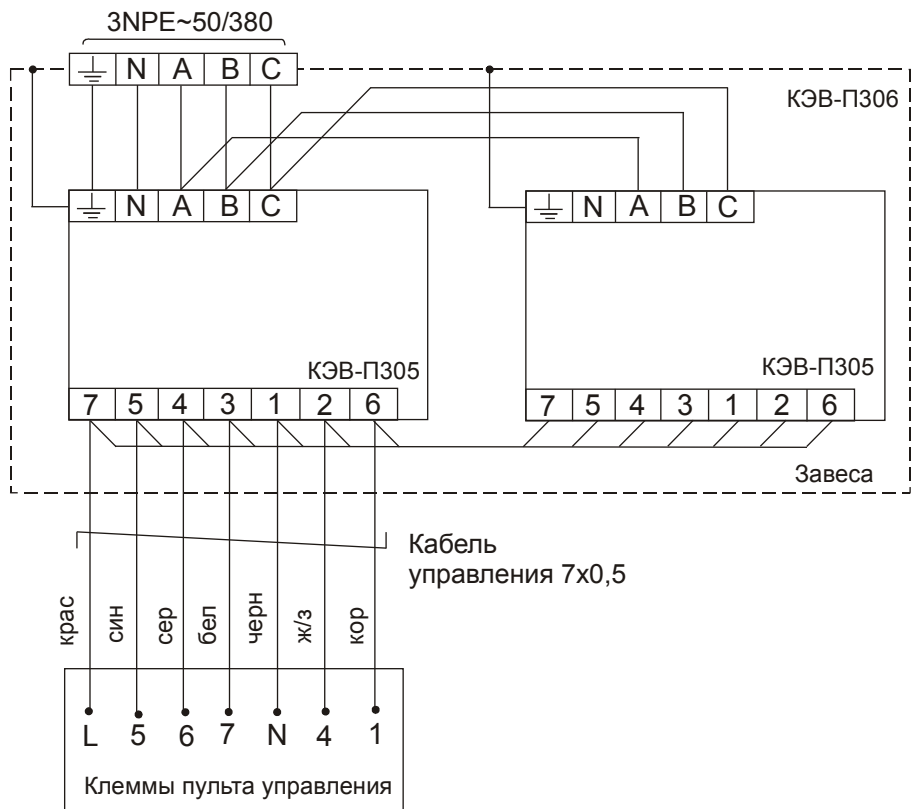 3NPE~50/380
N A B C
КЭВ-П306
N A B C
N A B C
КЭВ-П305
КЭВ-П305
7 5 4 3 1 2 6
7 5 4 3 1 2 6
Завеса
Кабель
управления 7х0,5
крас
син
сер
бел
черн
ж/з
кор
L 5 6 7 N 4 1
Клеммы пульта управления